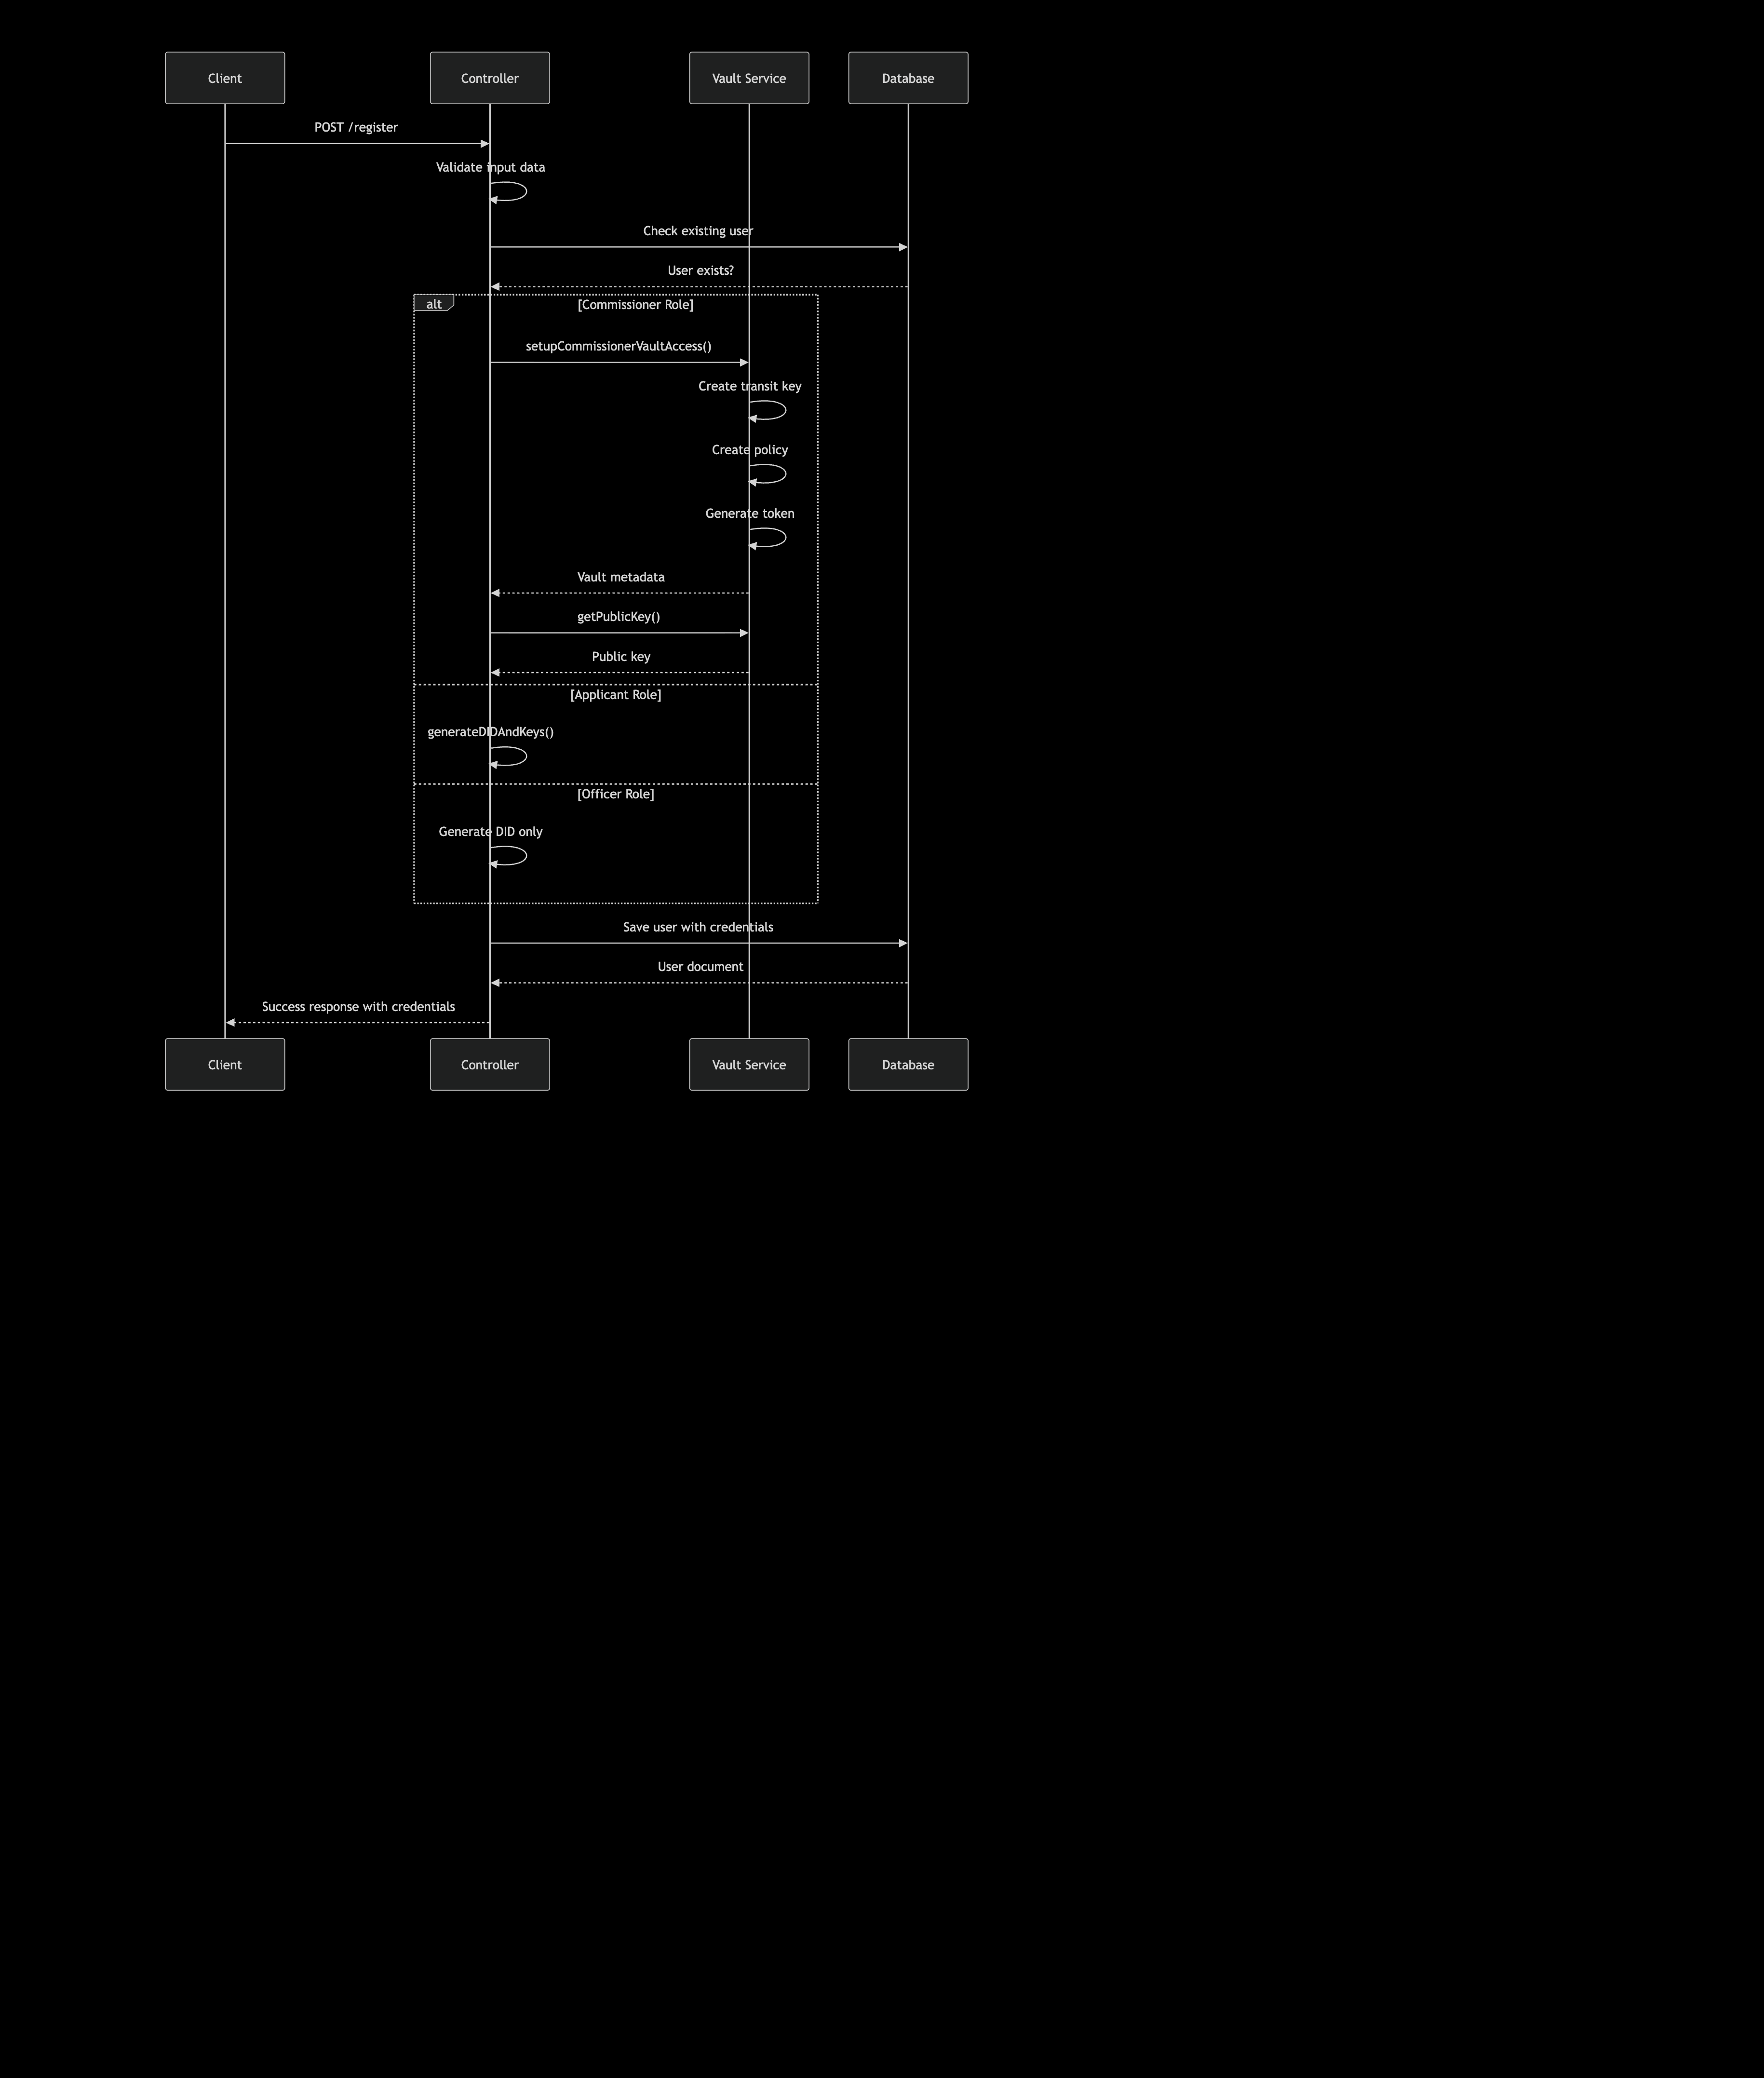 Client
Controller
Vault Service
Database
POST /register
Validate input data
Check existing user
User exists?
alt
[Commissioner Role]
setupCommissionerVaultAccess()
Create transit key
Create policy
Generate token
Vault metadata
getPublicKey()
Public key
[Applicant Role]
generateDIDAndKeys()
[Officer Role]
Generate DID only
Save user with credentials
User document
Success response with credentials
Client
Controller
Vault Service
Database